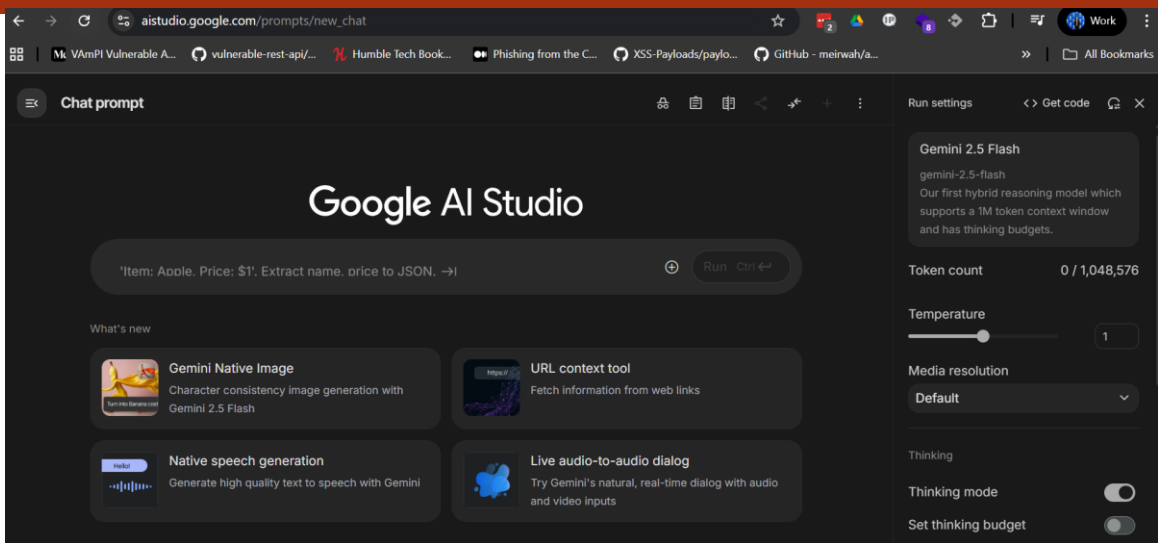 aistudio.google.com/prompts/new_chat
2
8
Work
VAmPI Vulnerable A...
vulnerable-rest-api/...
Humble Tech Book...
Phishing from the C...
XSS-Payloads/paylo...
GitHub - meirwah/a...
»
All Bookmarks
Chat prompt
Run settings
<> Get code
Google AI Studio
Gemini 2.5 Flash
gemini-2.5-flash
Our first hybrid reasoning model which
supports a 1M token context window
and has thinking budgets.
'Item: Apple. Price: $1'. Extract name. price to JSON.
Run Ctrl
Token count 0 / 1,048,576
Temperature
1
Media resolution
Default
What's new
Gemini Native Image
Character consistency image generation with
Gemini 2.5 Flash
URL context tool
Fetch information from web links
https://
Native speech generation
Generate high quality text to speech with Gemini
Hello!
Live audio-to-audio dialog
Try Gemini's natural, real-time dialog with audio
and video inputs
Thinking
Thinking mode
Set thinking budget